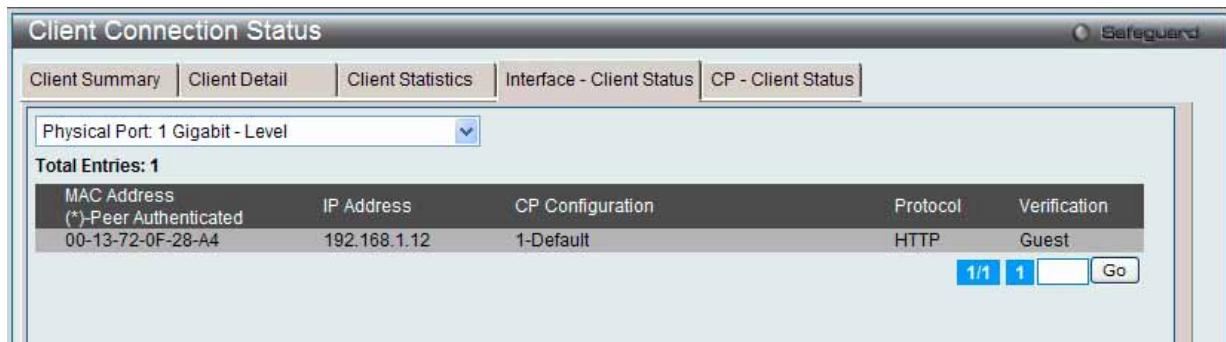 Client Connection Status
Safeguard
Client Summary Client Detail Client Statistics Interface - Client Status CP - Client Status
Physical Port: 1 Gigabit - Level
Total Entries: 1
MAC Address
(*)-Peer Authenticated IP Address CP Configuration Protocol Verification
00-13-72-0F-28-A4 192.168.1.12 1-Default HTTP Guest
1/1 1 Go